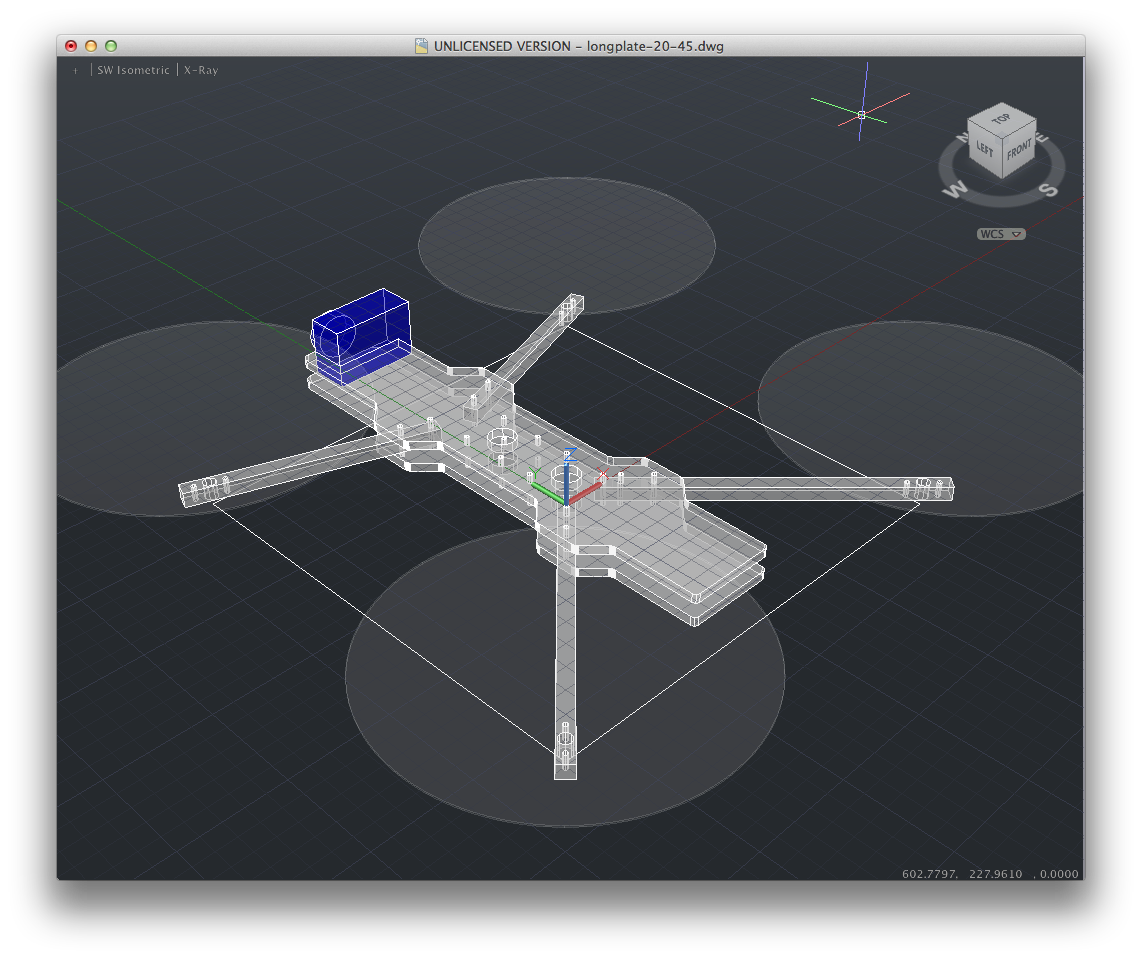 UNLICENSED VERSION - longplate-20-45.dwg
+ | SW Isometric | X-Ray
TOP
LEFT
FRONT
N
E
W
S
WCS
Z
Y
X
602.7797, 227.9610 , 0.0000